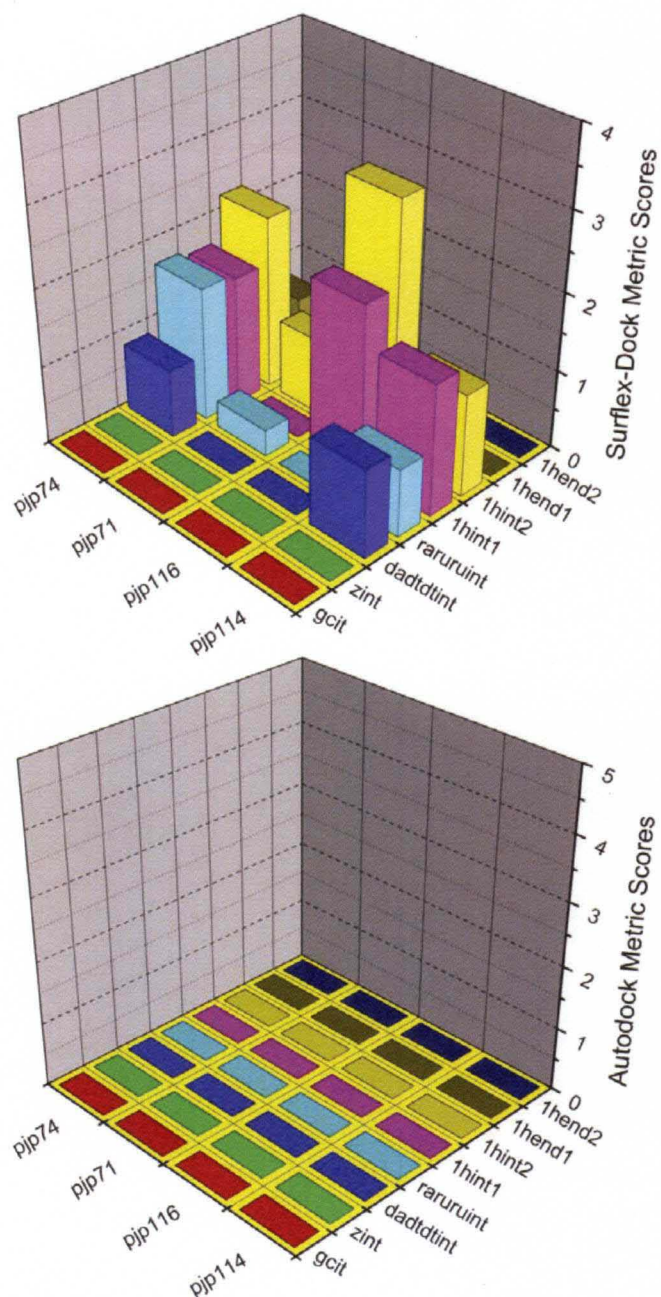 4
3
2
1
0
Surflex-Dock Metric Scores
pjp74
pjp71
pjp116
pjp114
gcit
zint
dadtdtint
raruruint
1hint1
1hint2
1hend1
1hend2
5
4
3
2
1
0
Autodock Metric Scores
pjp74
pjp71
pjp116
pjp114
gcit
zint
dadtdtint
raruruint
1hint1
1hint2
1hend1
1hend2